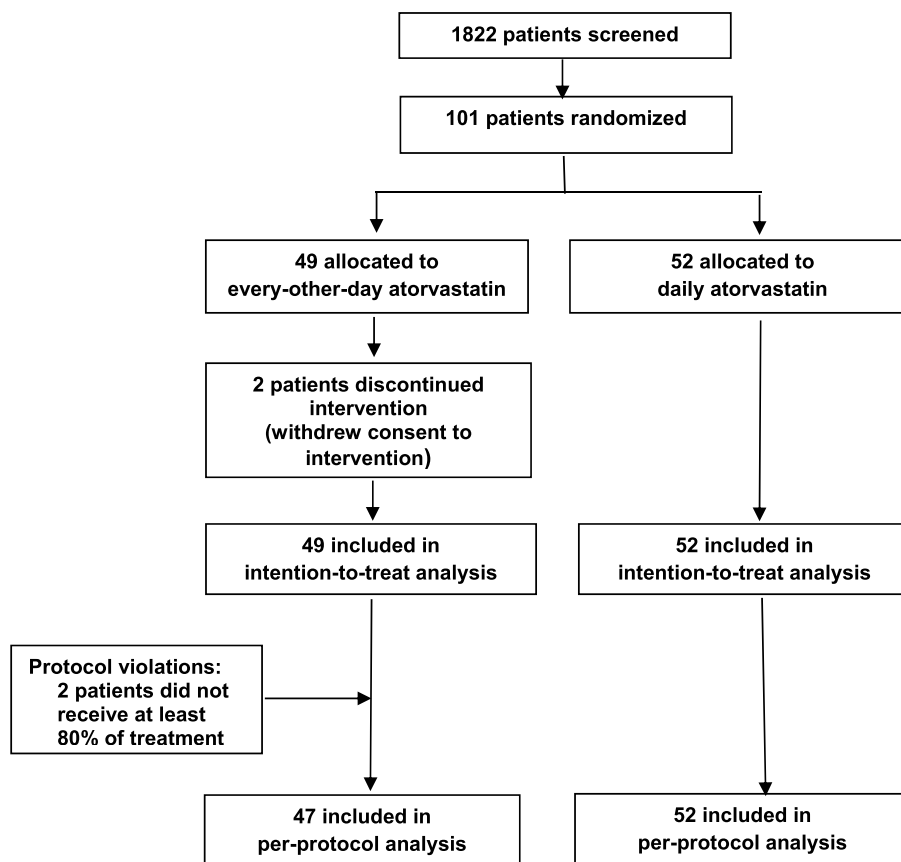 1822 patients screened
101 patients randomized
49 allocated to
every-other-day atorvastatin
52 allocated to
daily atorvastatin
2 patients discontinued
intervention
(withdrew consent to
intervention)
49 included in
intention-to-treat analysis
52 included in
intention-to-treat analysis
Protocol violations:
2 patients did not
receive at least
80% of treatment
47 included in
per-protocol analysis
52 included in
per-protocol analysis